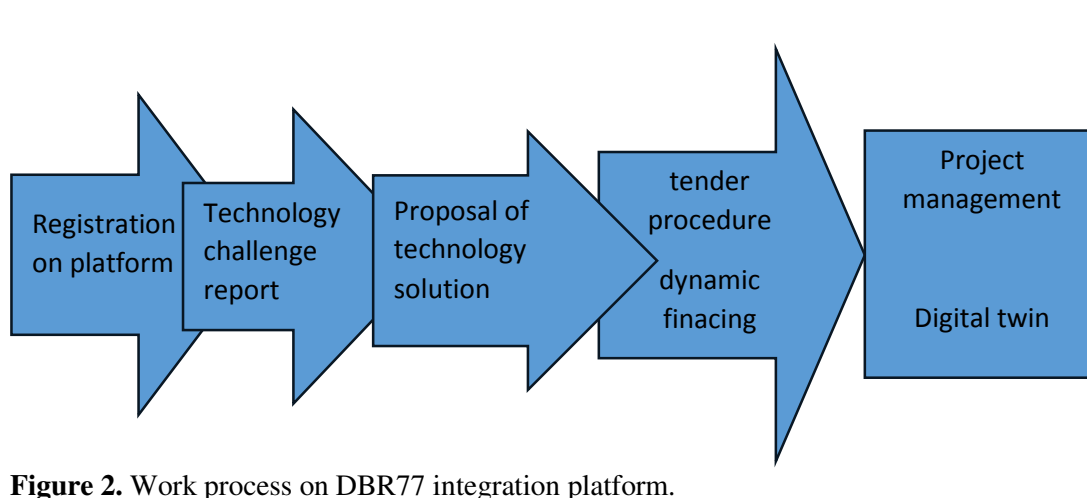 Registration
on platform
Technology
challenge
report
Proposal of
technology
solution
tender
procedure
dynamic
finacing
Project
management
Digital twin
Figure 2. Work process on DBR77 integration platform.